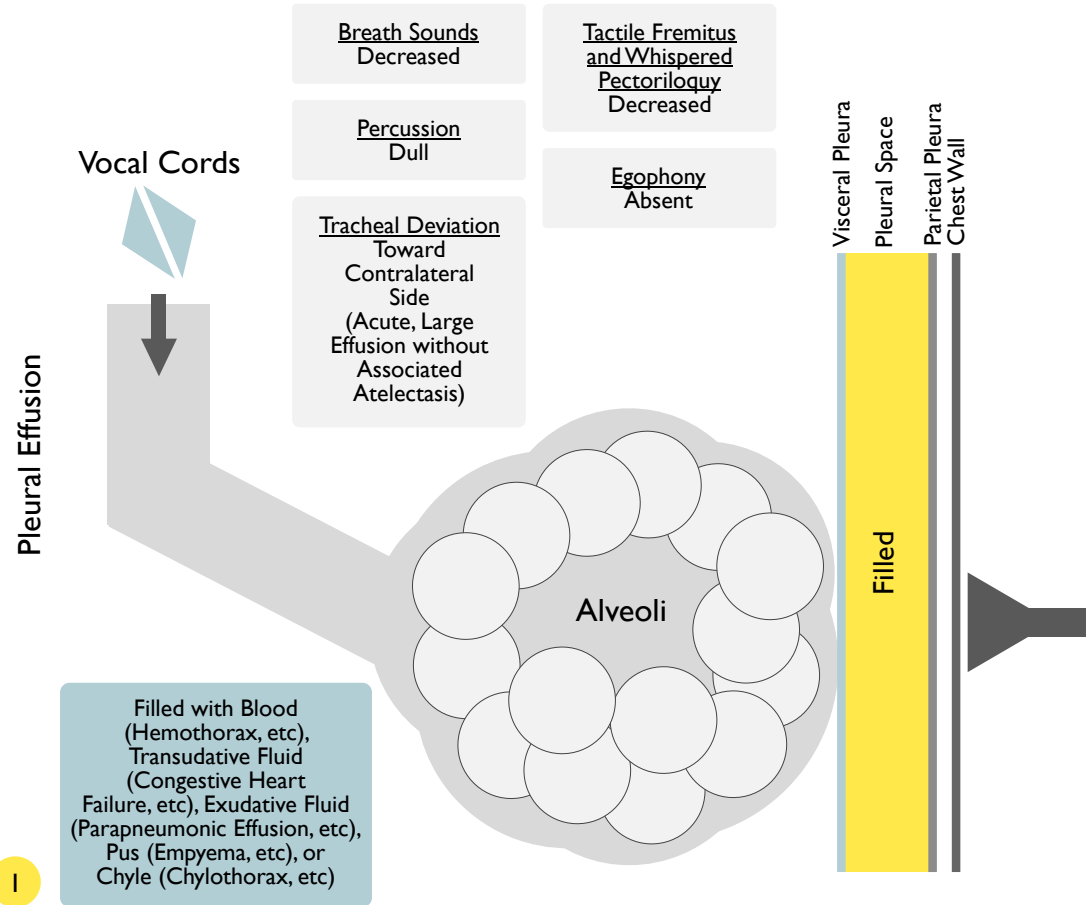 Breath Sounds
Decreased
Tactile Fremitus
and Whispered
Pectoriloquy
Decreased
Percussion
Dull
Egophony
Absent
Tracheal Deviation
Toward
Contralateral
Side
(Acute, Large
Effusion without
Associated
Atelectasis)
Vocal Cords
Visceral Pleura
Pleural Space
Parietal Pleura
Chest Wall
Pleural Effusion
Alveoli
Filled
Filled with Blood
(Hemothorax, etc),
Transudative Fluid
(Congestive Heart
Failure, etc), Exudative Fluid
(Parapneumonic Effusion, etc),
Pus (Empyema, etc), or
Chyle (Chylothorax, etc)
1